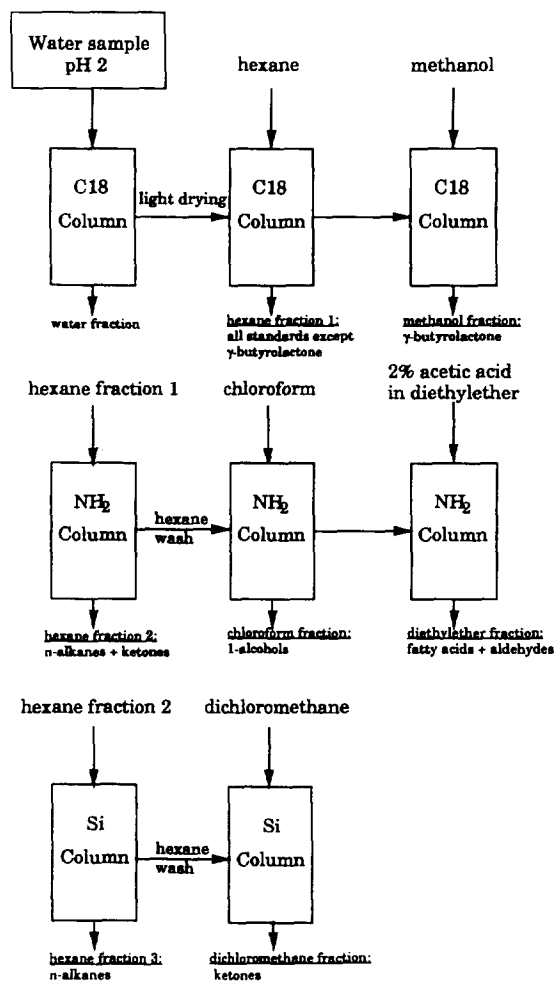 Water sample
pH 2
hexane
methanol
C18
Column
light drying
C18
Column
C18
Column
water fraction
hexane fraction 1:
all standards except
γ-butyrolactone
methanol fraction:
γ-butyrolactone
hexane fraction 1
chloroform
2% acetic acid
in diethylether
NH2
Column
hexane
wash
NH2
Column
NH2
Column
hexane fraction 2:
n-alkanes + ketones
chloroform fraction:
1-alcohols
diethylether fraction:
fatty acids + aldehydes
hexane fraction 2
dichloromethane
Si
Column
hexane
wash
Si
Column
hexane fraction 3:
n-alkanes
dichloromethane fraction:
ketones